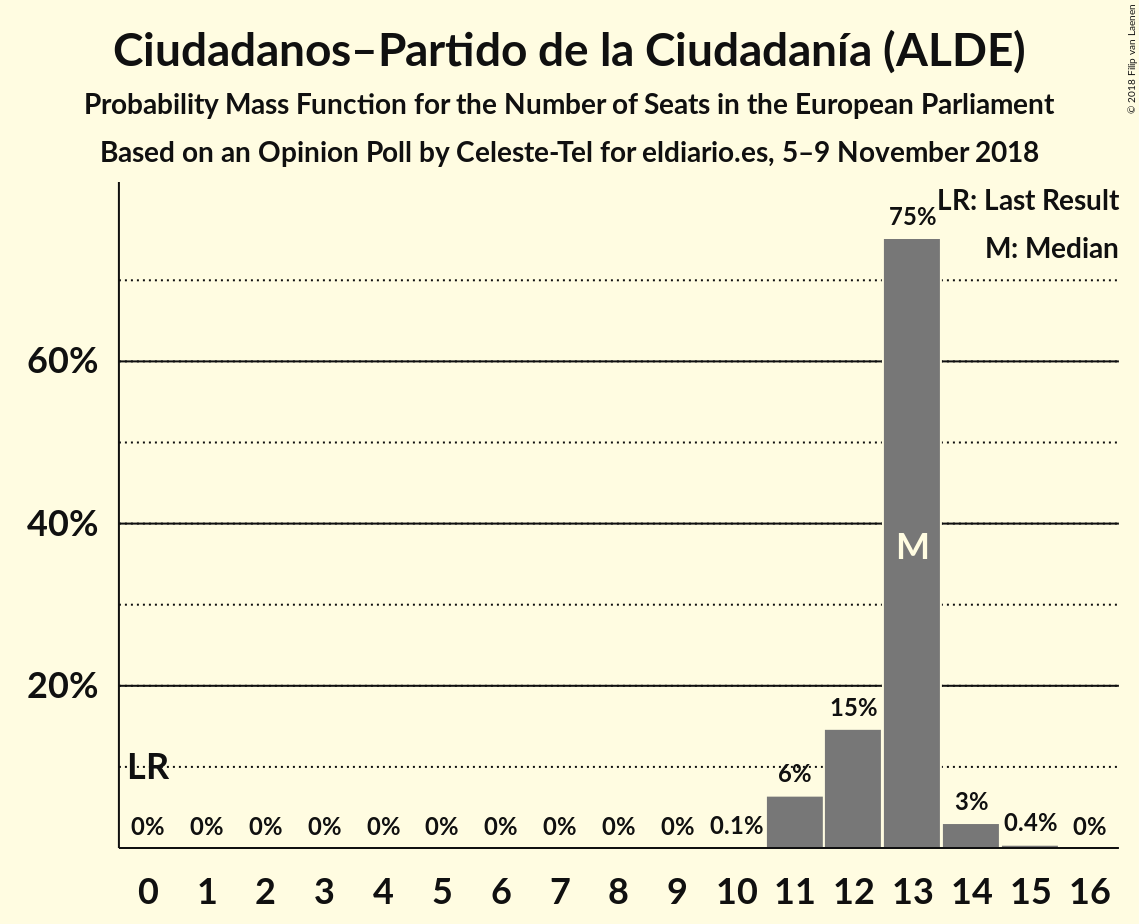 Ciudadanos–Partido de la Ciudadanía (ALDE)
Probability Mass Function for the Number of Seats in the European Parliament
Based on an Opinion Poll by Celeste-Tel for eldiario.es, 5–9 November 2018
© 2018 Filip van Laenen
LR: Last Result
M: Median
75%
60%
40%
M
20%
15%
LR
6%
0% 0% 0% 0% 0% 0% 0% 0% 0% 0% 0.1% 3% 0.4% 0%
0 1 2 3 4 5 6 7 8 9 10 11 12 13 14 15 16